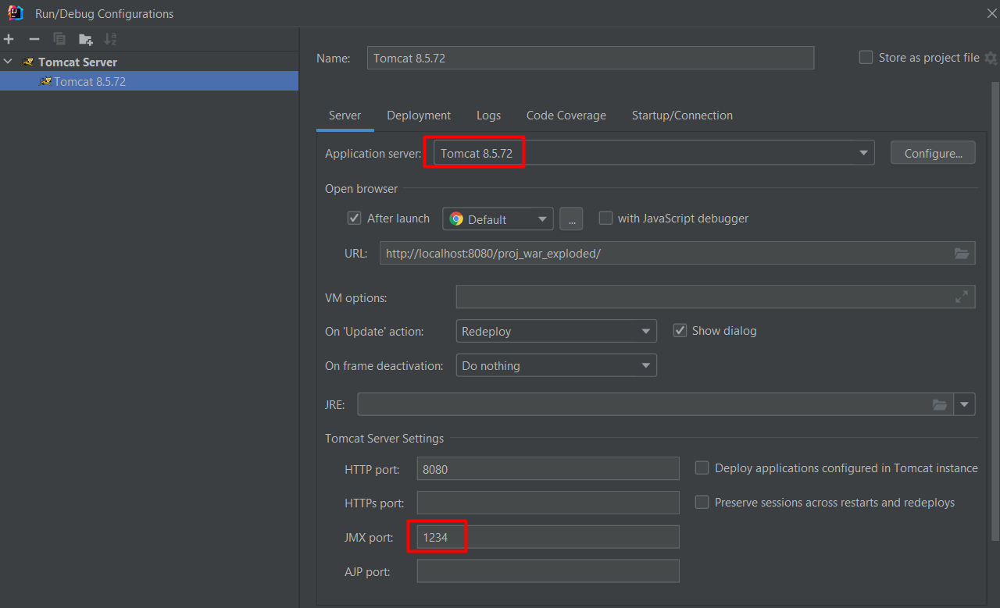 Run/Debug Configurations
Tomcat Server
Tomcat 8.5.72
Name: Tomcat 8.5.72 Store as project file
Server Deployment Logs Code Coverage Startup/Connection
Application server: Tomcat 8.5.72 Configure...
Open browser
After launch Default ... with JavaScript debugger
URL: http://localhost:8080/proj_war_exploded/
VM options:
On 'Update' action: Redeploy Show dialog
On frame deactivation: Do nothing
JRE:
Tomcat Server Settings
HTTP port: 8080 Deploy applications configured in Tomcat instance
HTTPs port: Preserve sessions across restarts and redeploys
JMX port: 1234
AJP port: